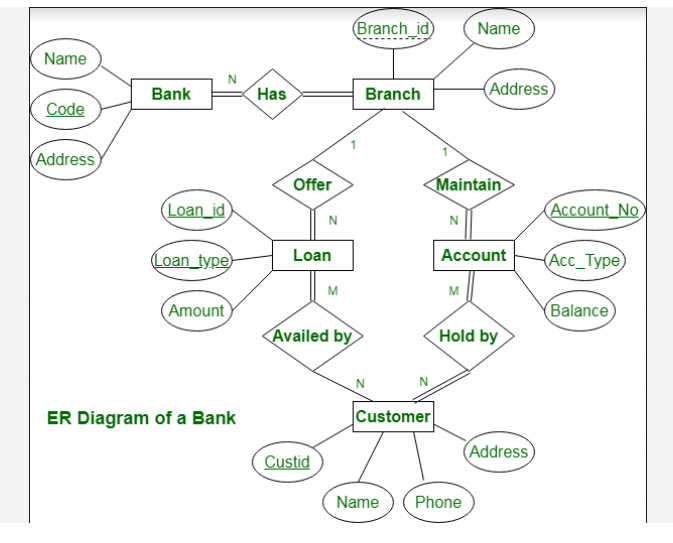 Branch_id
Name
Name
N
Bank
Has
Branch
Address
Code
1
1
Address
Offer
Maintain
Loan_id
N
N
Account_No
Loan
Account
Loan_type
Acc_Type
M
M
Amount
Balance
Availed by
Hold by
N
N
ER Diagram of a Bank
Customer
Custid
Address
Name
Phone